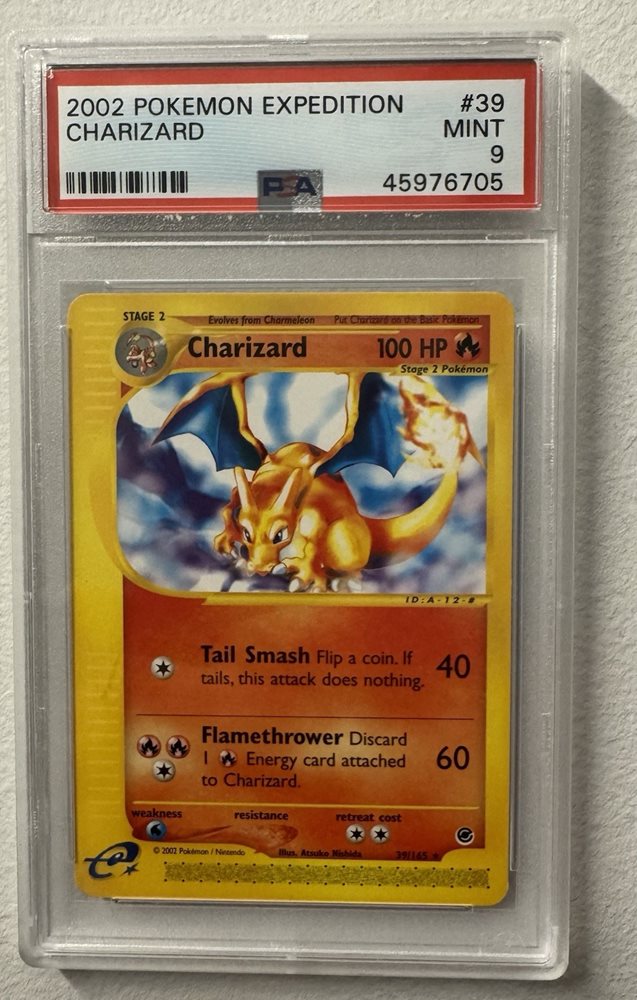 2002 POKEMON EXPEDITION #39
CHARIZARD MINT
9
PSA 45976705
STAGE 2 Evolves from Charmeleon Put Charizard on the Basic Pokémon
Charizard 100 HP
Stage 2 Pokémon
ID:A-12-#
Tail Smash Flip a coin. If
tails, this attack does nothing. 40
Flamethrower Discard
1 Energy card attached 60
to Charizard.
weakness resistance retreat cost
e © 2002 Pokémon / Nintendo Illus. Atsuko Nishida 39/165 ★